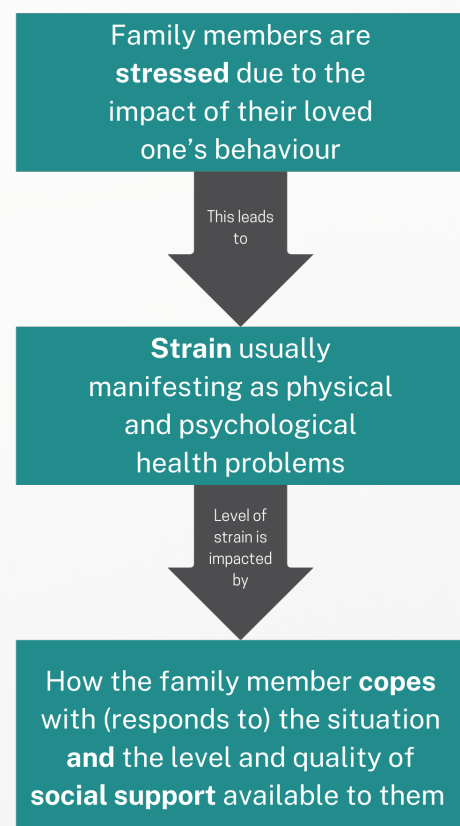 Family members are
stressed due to the
impact of their loved
one’s behaviour
This leads
to
Strain usually
manifesting as physical
and psychological
health problems
Level of
strain is
impacted
by
How the family member copes
with (responds to) the situation
and the level and quality of
social support available to them